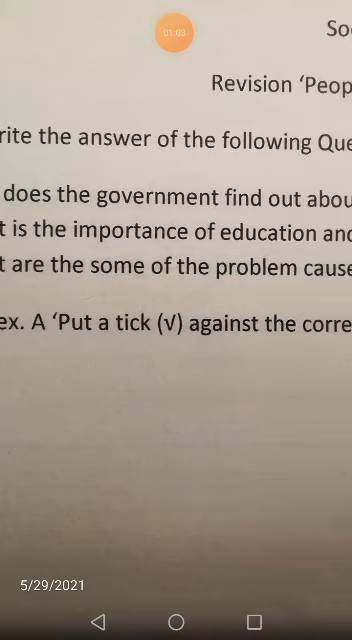 01:03
So
Revision ‘Peop
rite the answer of the following Que
does the government find out abou
t is the importance of education and
t are the some of the problem cause
ex. A ‘Put a tick (√) against the corre
5/29/2021